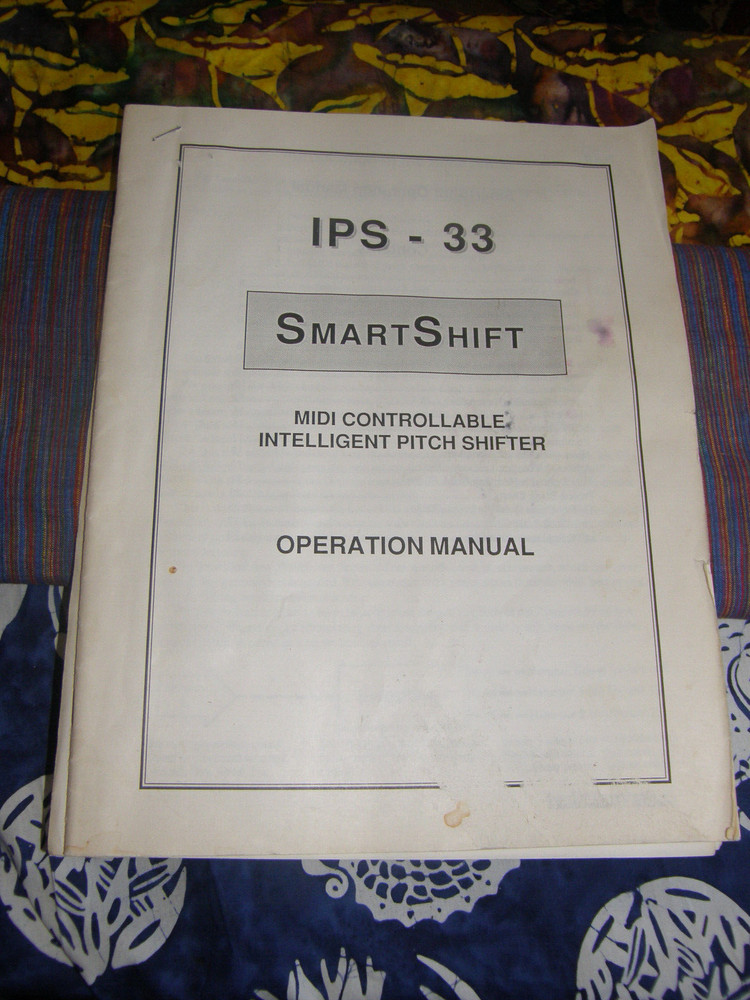 IPS - 33
SMARTSHIFT
MIDI CONTROLLABLE
INTELLIGENT PITCH SHIFTER
OPERATION MANUAL